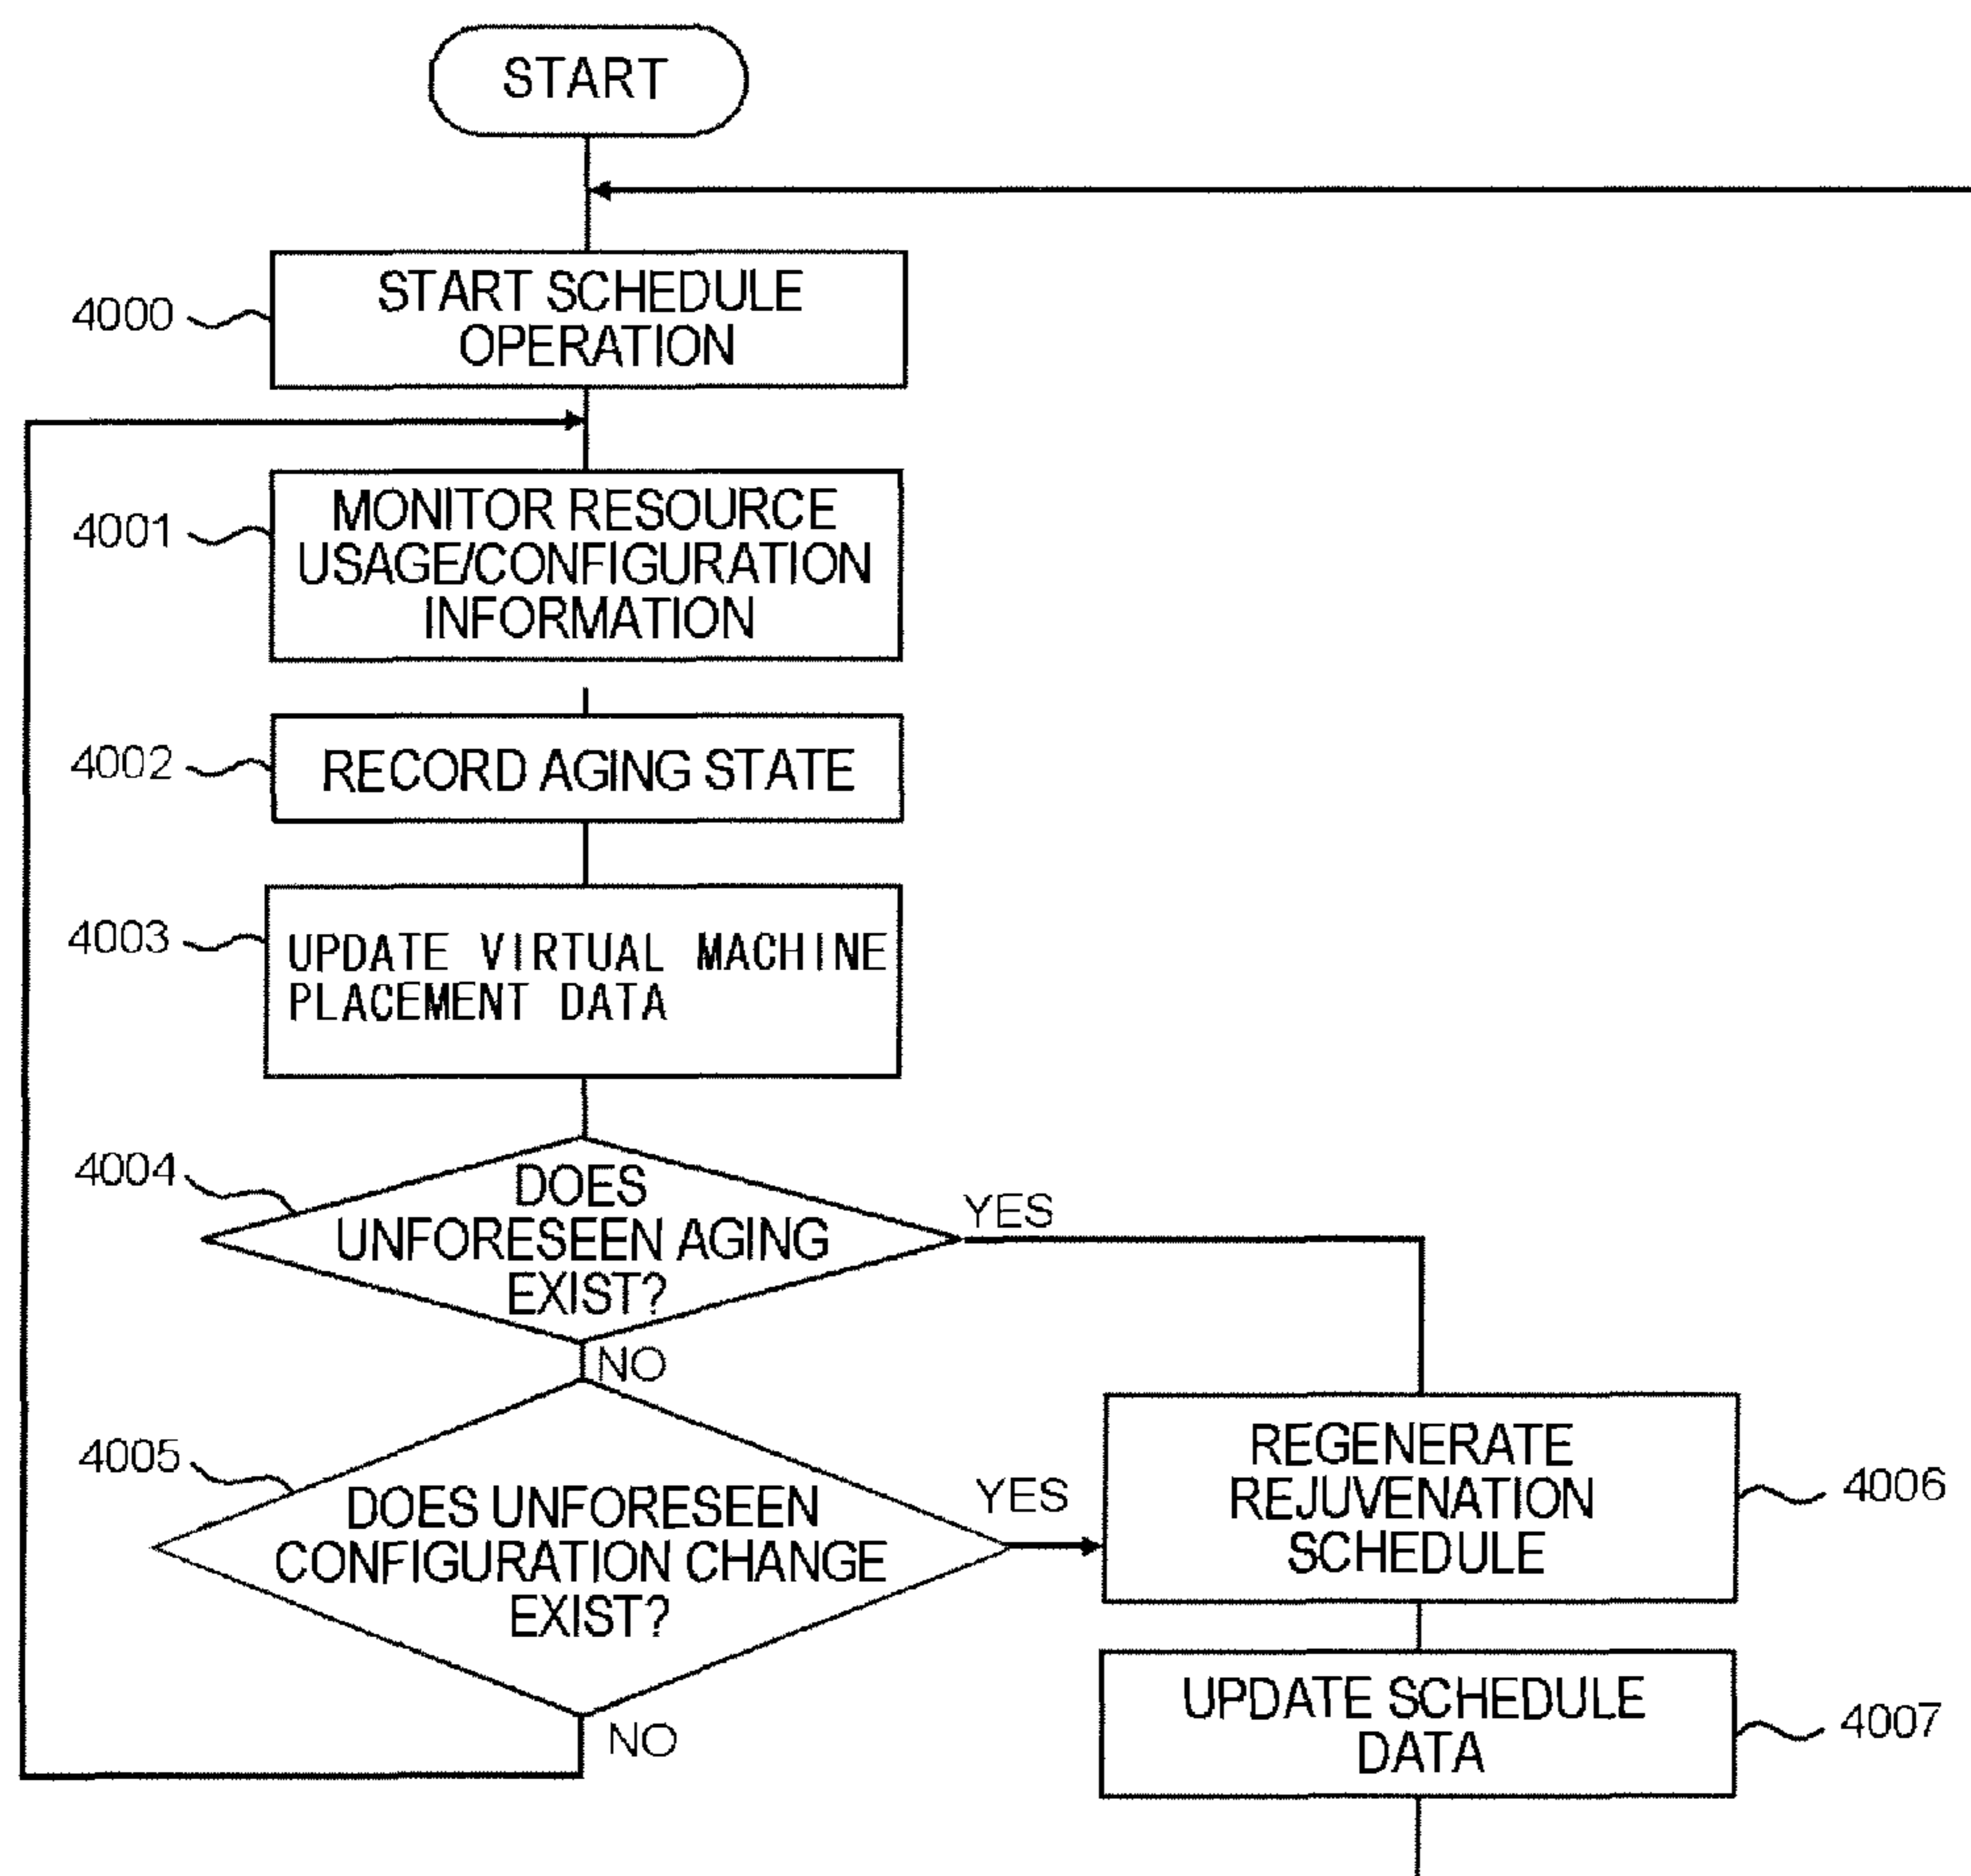 START
4000
START SCHEDULE
OPERATION
4001
MONITOR RESOURCE
USAGE/CONFIGURATION
INFORMATION
4002
RECORD AGING STATE
4003
UPDATE VIRTUAL MACHINE
PLACEMENT DATA
4004
DOES
UNFORESEEN AGING
EXIST?
YES
NO
4005
DOES UNFORESEEN
CONFIGURATION CHANGE
EXIST?
YES
NO
REGENERATE
REJUVENATION
SCHEDULE
4006
UPDATE SCHEDULE
DATA
4007